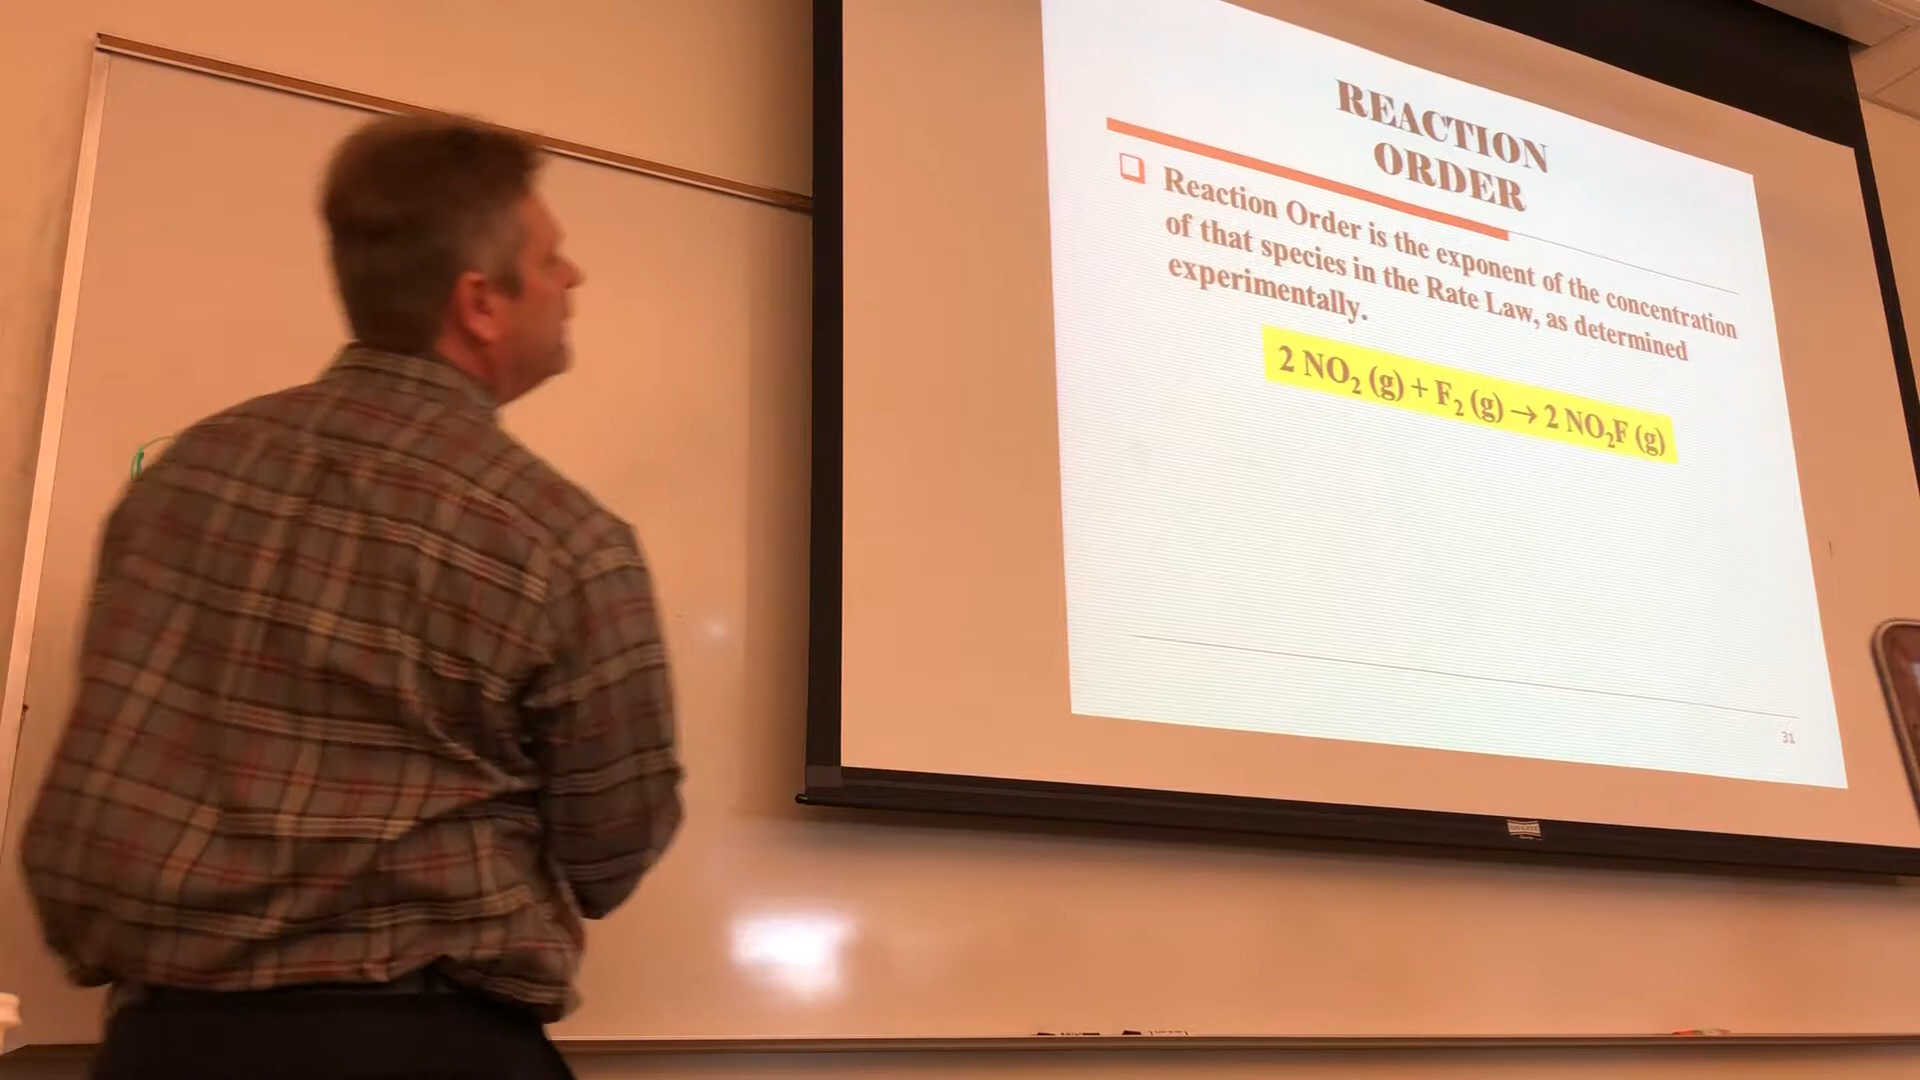 REACTION
ORDER
Reaction Order is the exponent of the concentration
of that species in the Rate Law, as determined
experimentally.
2 NO₂ (g) + F₂ (g) → 2 NO₂F (g)
31